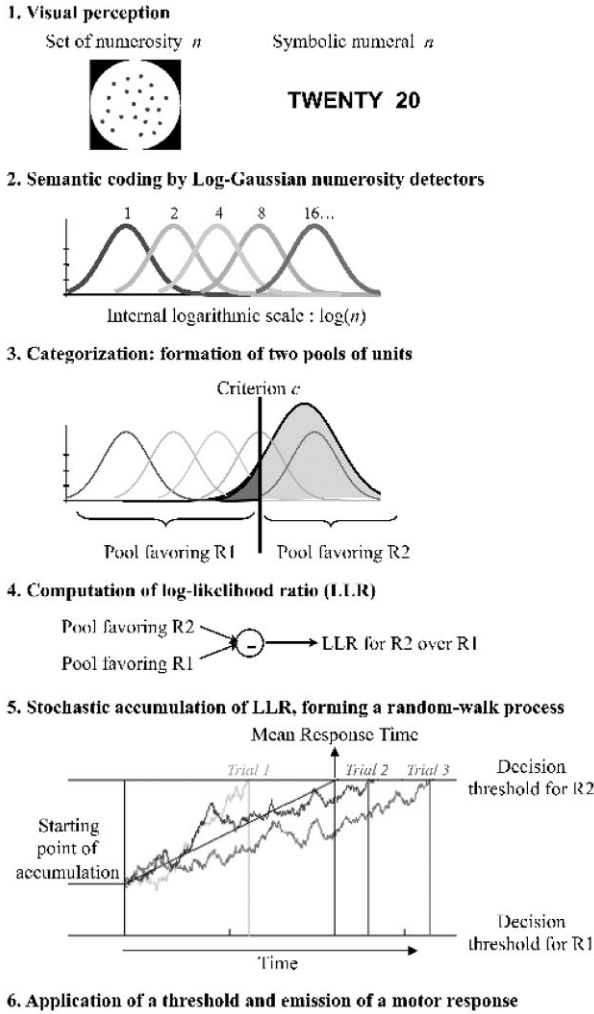 1. Visual perception
Set of numerosity n
Symbolic numeral n
TWENTY 20
2. Semantic coding by Log-Gaussian numerosity detectors
1 2 4 8 16...
Internal logarithmic scale : log(n)
3. Categorization: formation of two pools of units
Criterion c
Pool favoring R1
Pool favoring R2
4. Computation of log-likelihood ratio (LLR)
Pool favoring R2
Pool favoring R1
-
LLR for R2 over R1
5. Stochastic accumulation of LLR, forming a random-walk process
Mean Response Time
Trial 1 Trial 2 Trial 3
Decision
threshold for R2
Starting
point of
accumulation
Decision
threshold for R1
Time
6. Application of a threshold and emission of a motor response